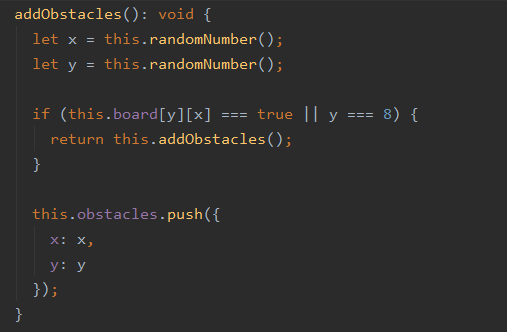 addObstacles(): void {
  let x = this.randomNumber();
  let y = this.randomNumber();

  if (this.board[y][x] === true || y === 8) {
    return this.addObstacles();
  }

  this.obstacles.push({
    x: x,
    y: y
  });
}